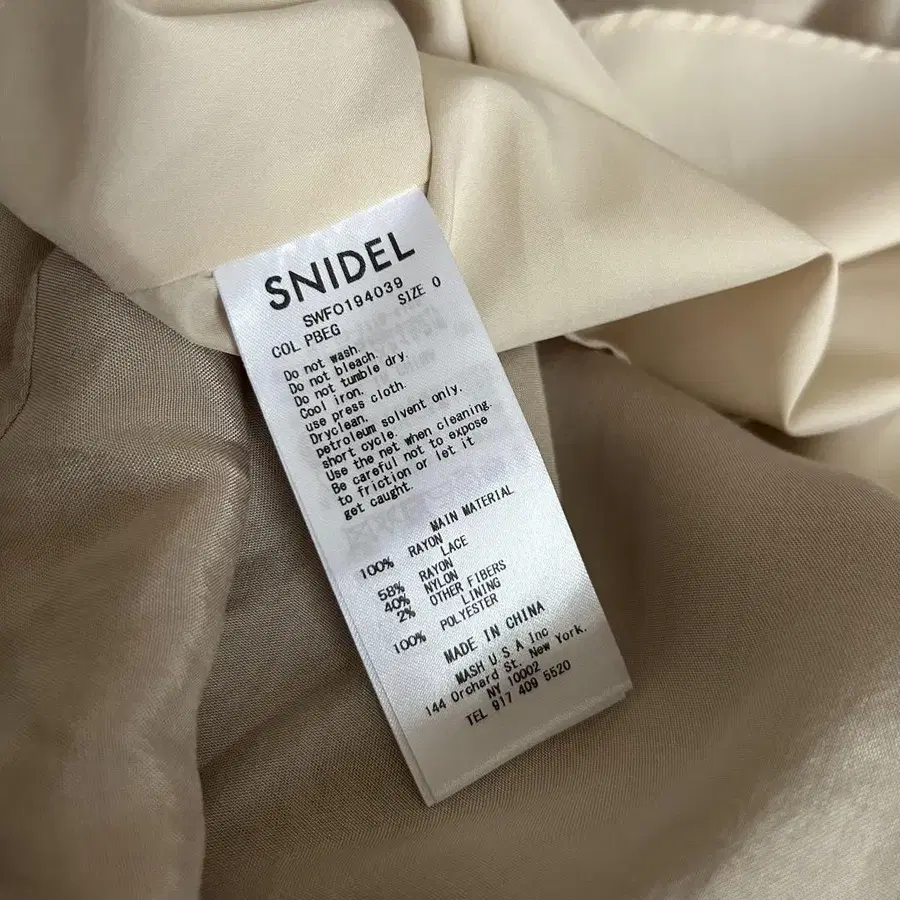 SNIDEL
SWFO194039
COL PBEG SIZE 0
Do not wash.
Do not bleach.
Do not tumble dry.
Cool iron.
use press cloth.
Dryclean.
petroleum solvent only.
short cycle.
Use the net when cleaning.
Be careful not to expose
to friction or let it
get caught.
MAIN MATERIAL
100% RAYON
LACE
58% RAYON
40% NYLON
2% OTHER FIBERS
LINING
100% POLYESTER
MADE IN CHINA
MASH U.S.A Inc
144 Orchard St. New York.
NY 10002
TEL 917 409 5520